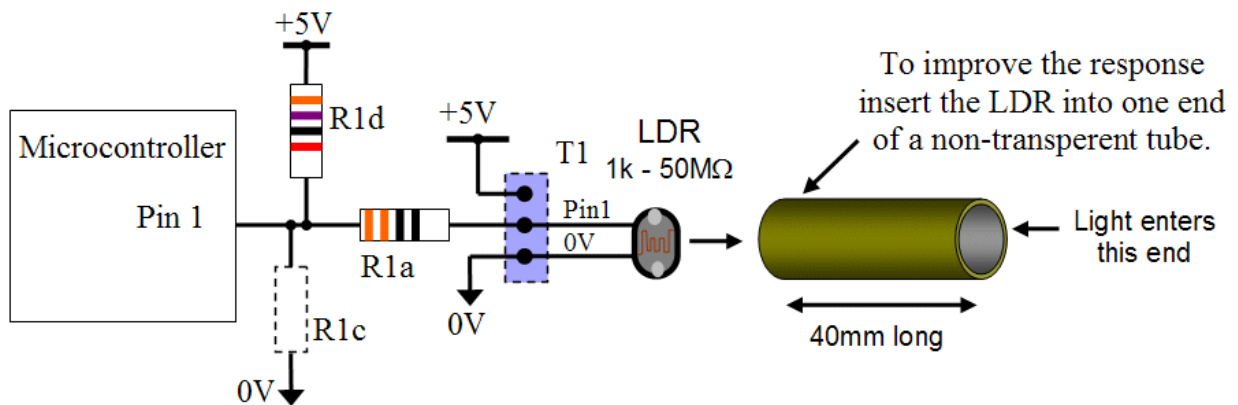 +5V
R1d
Microcontroller
Pin 1
R1a
R1c
0V
+5V
T1
Pin1
0V
0V
LDR
1k - 50MΩ
To improve the response
insert the LDR into one end
of a non-transperent tube.
Light enters
this end
40mm long